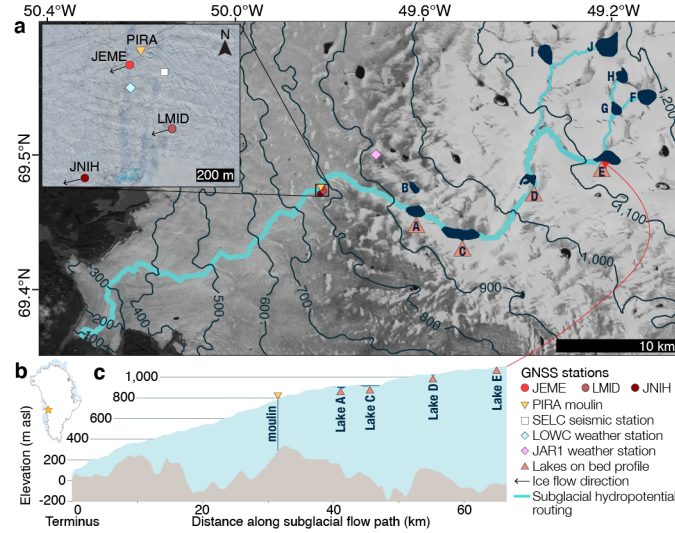 50.4°W 50.0°W 49.6°W 49.2°W
a
PIRA
N
JEME
LMID
JNIH
200 m
I
J
H
F
G
1,200
69.5°N
B
E
D
A
C
1,100
1,000
900
800
700
600
500
400
300
200
100
69.4°N
10 km
b
c
1,000
800
600
400
200
0
-200
Elevation (m asl)
moulin
Lake A
Lake C
Lake D
Lake E
0 20 40 60
Terminus
Distance along subglacial flow path (km)
GNSS stations
JEME LMID JNIH
PIRA moulin
SELC seismic station
LOWC weather station
JAR1 weather station
Lakes on bed profile
Ice flow direction
Subglacial hydropotential
routing